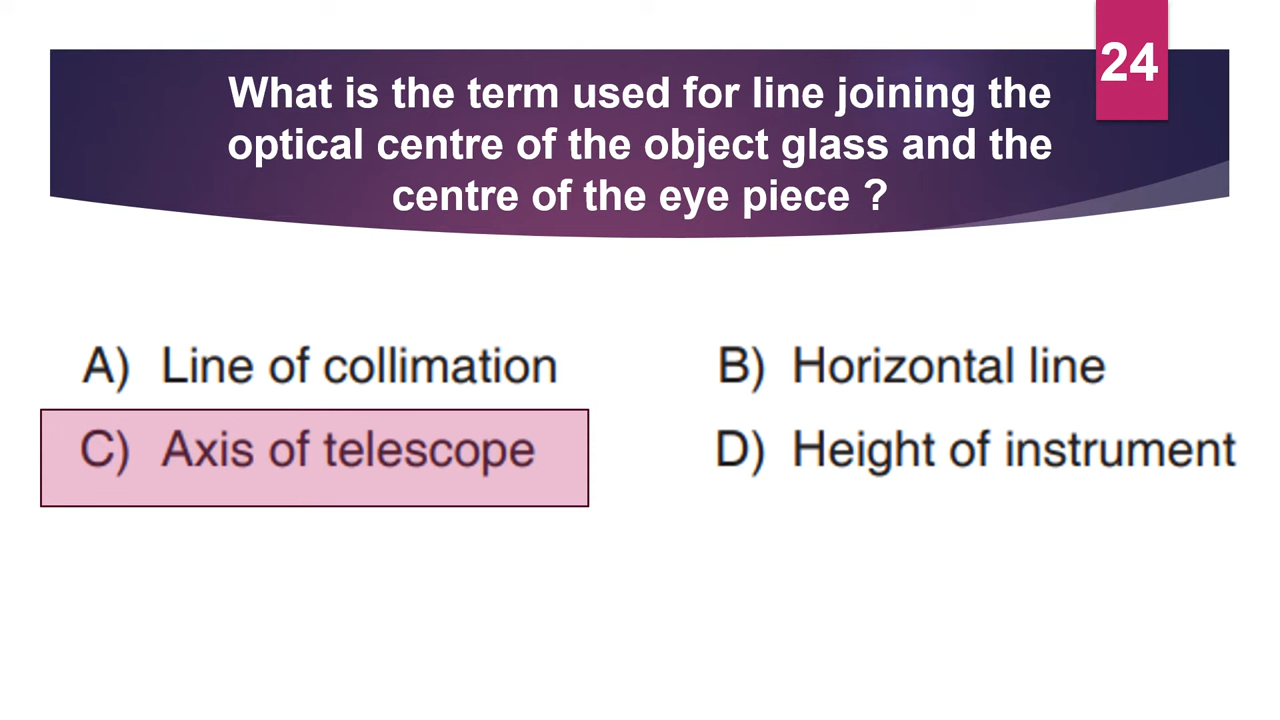 24
What is the term used for line joining the
optical centre of the object glass and the
centre of the eye piece ?
A) Line of collimation
B) Horizontal line
C) Axis of telescope
D) Height of instrument